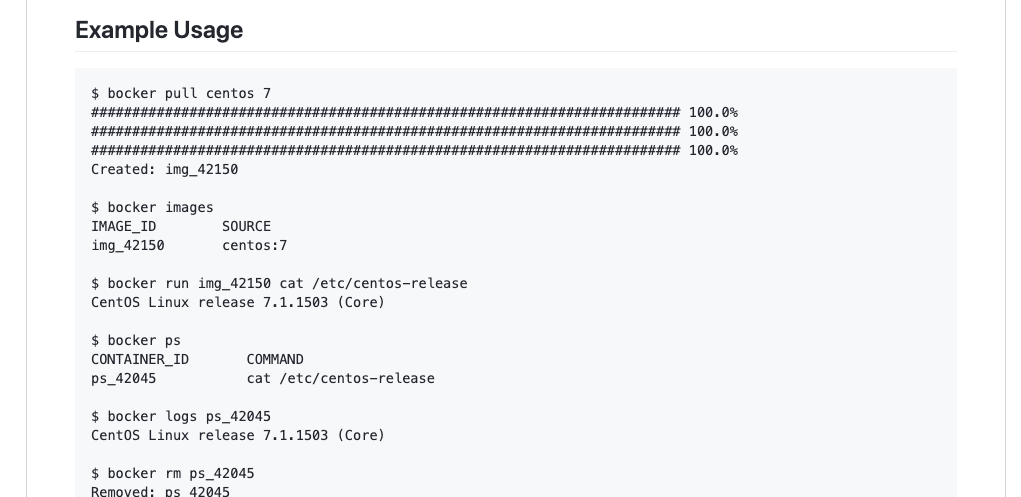 Example Usage
$ bocker pull centos 7
######################################################################## 100.0%
######################################################################## 100.0%
######################################################################## 100.0%
Created: img_42150
$ bocker images
IMAGE_ID        SOURCE
img_42150       centos:7
$ bocker run img_42150 cat /etc/centos-release
CentOS Linux release 7.1.1503 (Core)
$ bocker ps
CONTAINER_ID       COMMAND
ps_42045           cat /etc/centos-release
$ bocker logs ps_42045
CentOS Linux release 7.1.1503 (Core)
$ bocker rm ps_42045
Removed: ps_42045